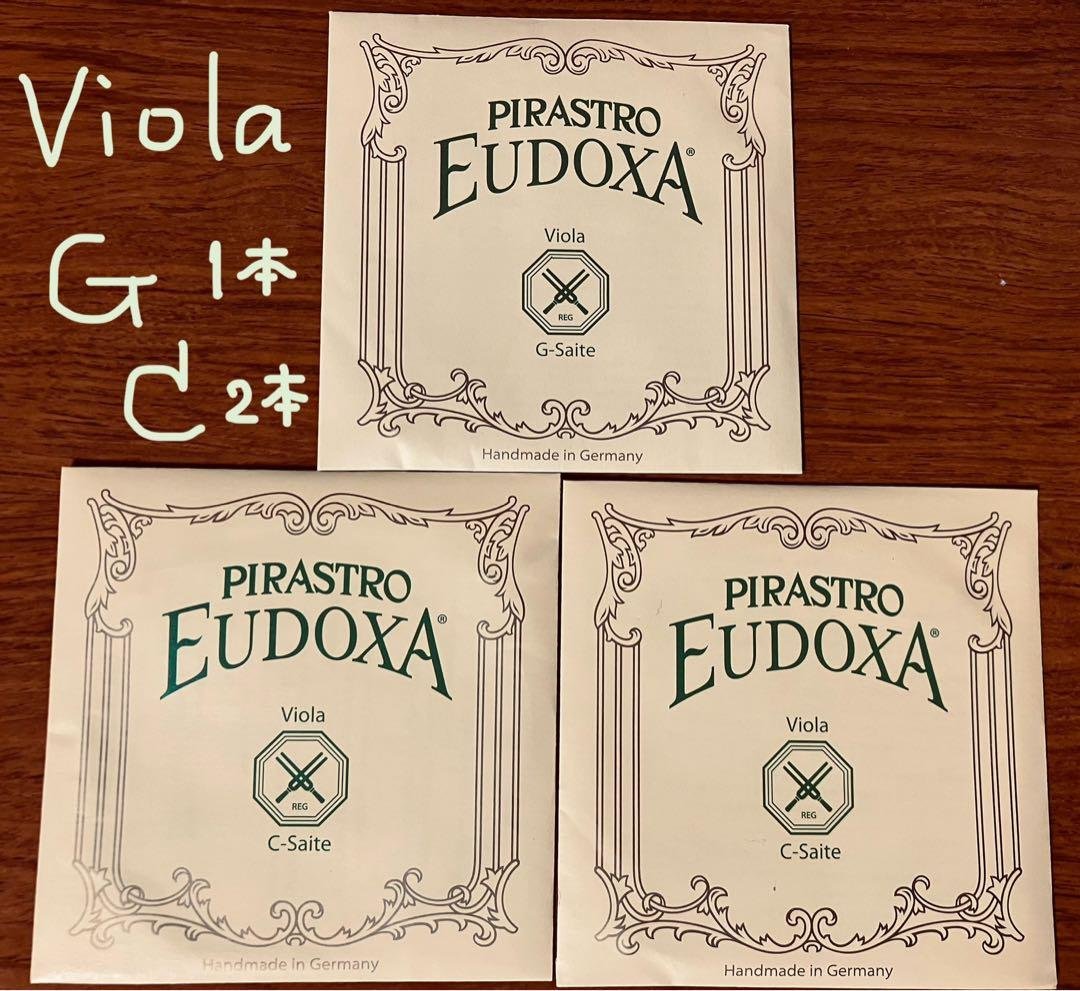 Viola
G 1本
C 2本
PIRASTRO
EUDOXA®
Viola
REG
G-Saite
Handmade in Germany
PIRASTRO
EUDOXA®
Viola
REG
C-Saite
Handmade in Germany
PIRASTRO
EUDOXA®
Viola
REG
C-Saite
Handmade in Germany